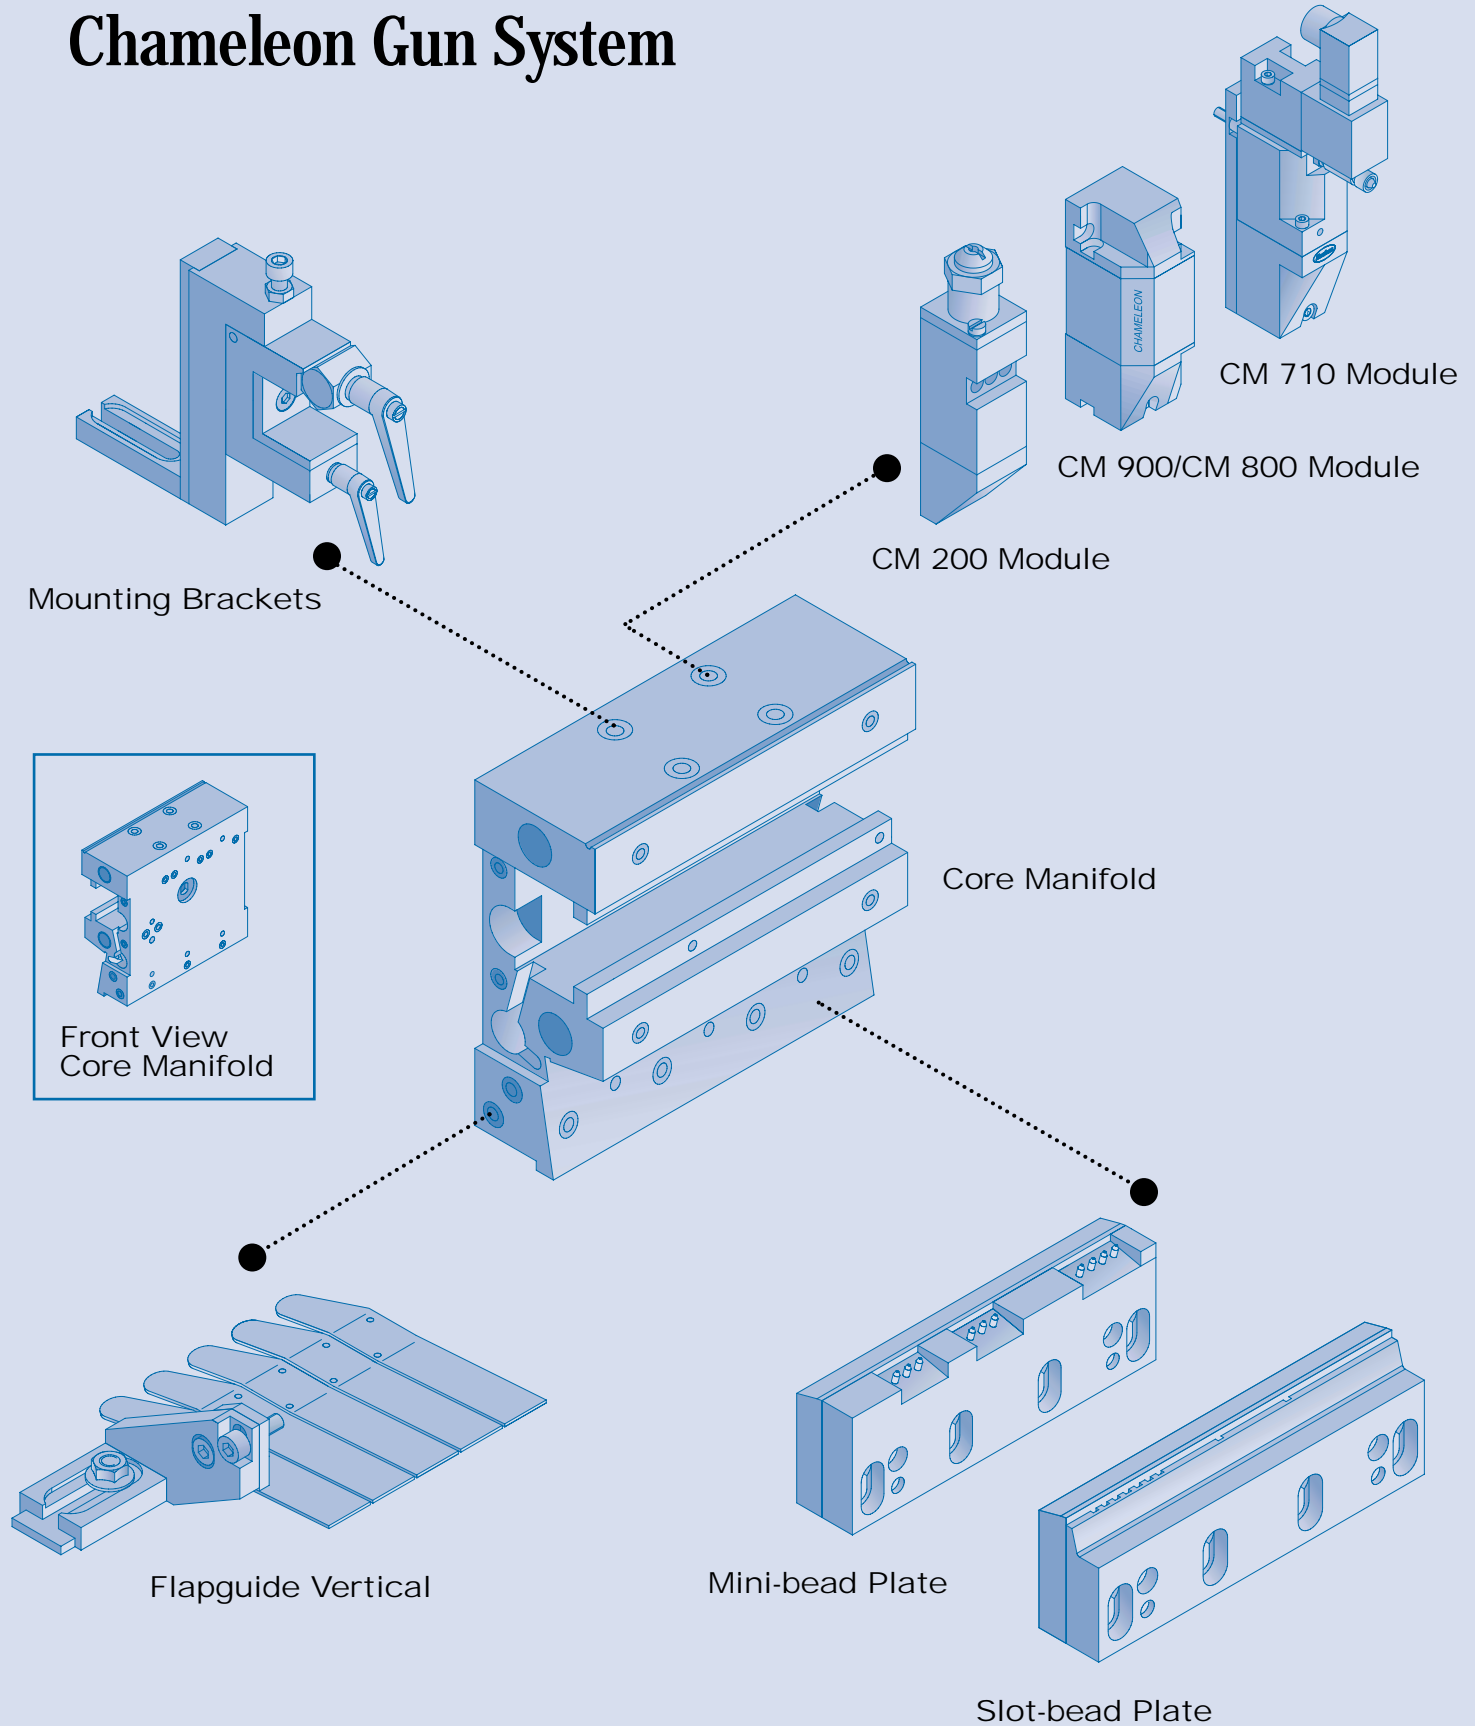 Chameleon Gun System
CHAMELEON
CM 710 Module
CM 900/CM 800 Module
CM 200 Module
Mounting Brackets
Core Manifold
Front View
Core Manifold
Flapguide Vertical
Mini-bead Plate
Slot-bead Plate